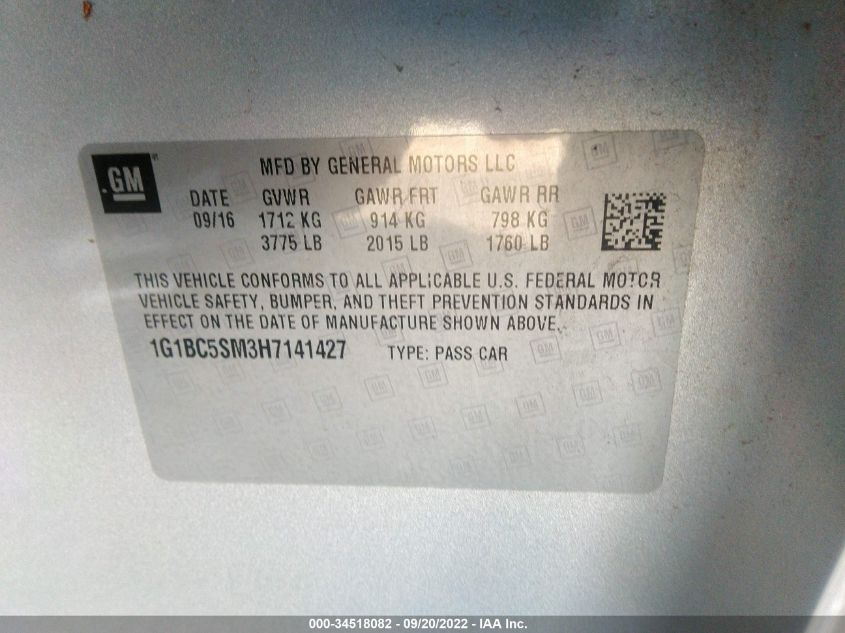 GM
MFD BY GENERAL MOTORS LLC
DATE GVWR GAWR FRT GAWR RR
09/16 1712 KG 914 KG 798 KG
3775 LB 2015 LB 1760 LB
THIS VEHICLE CONFORMS TO ALL APPLICABLE U.S. FEDERAL MOTOR
VEHICLE SAFETY, BUMPER, AND THEFT PREVENTION STANDARDS IN
EFFECT ON THE DATE OF MANUFACTURE SHOWN ABOVE.
1G1BC5SM3H7141427 TYPE: PASS CAR
000-34518082 - 09/20/2022 - IAA Inc.